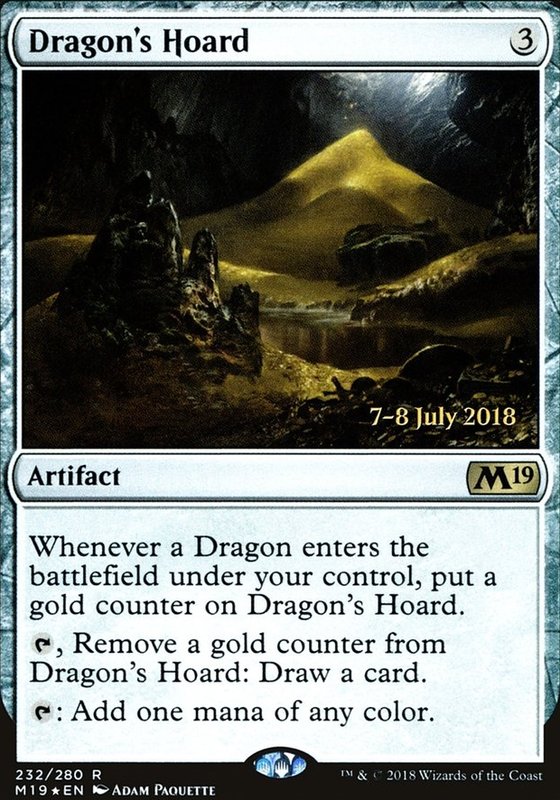 Dragon's Hoard 3
7–8 July 2018
Artifact M19
Whenever a Dragon enters the
battlefield under your control, put a
gold counter on Dragon's Hoard.
, Remove a gold counter from
Dragon's Hoard: Draw a card.
: Add one mana of any color.
232/280 R
M19★EN Adam Paquette
™ & © 2018 Wizards of the Coast